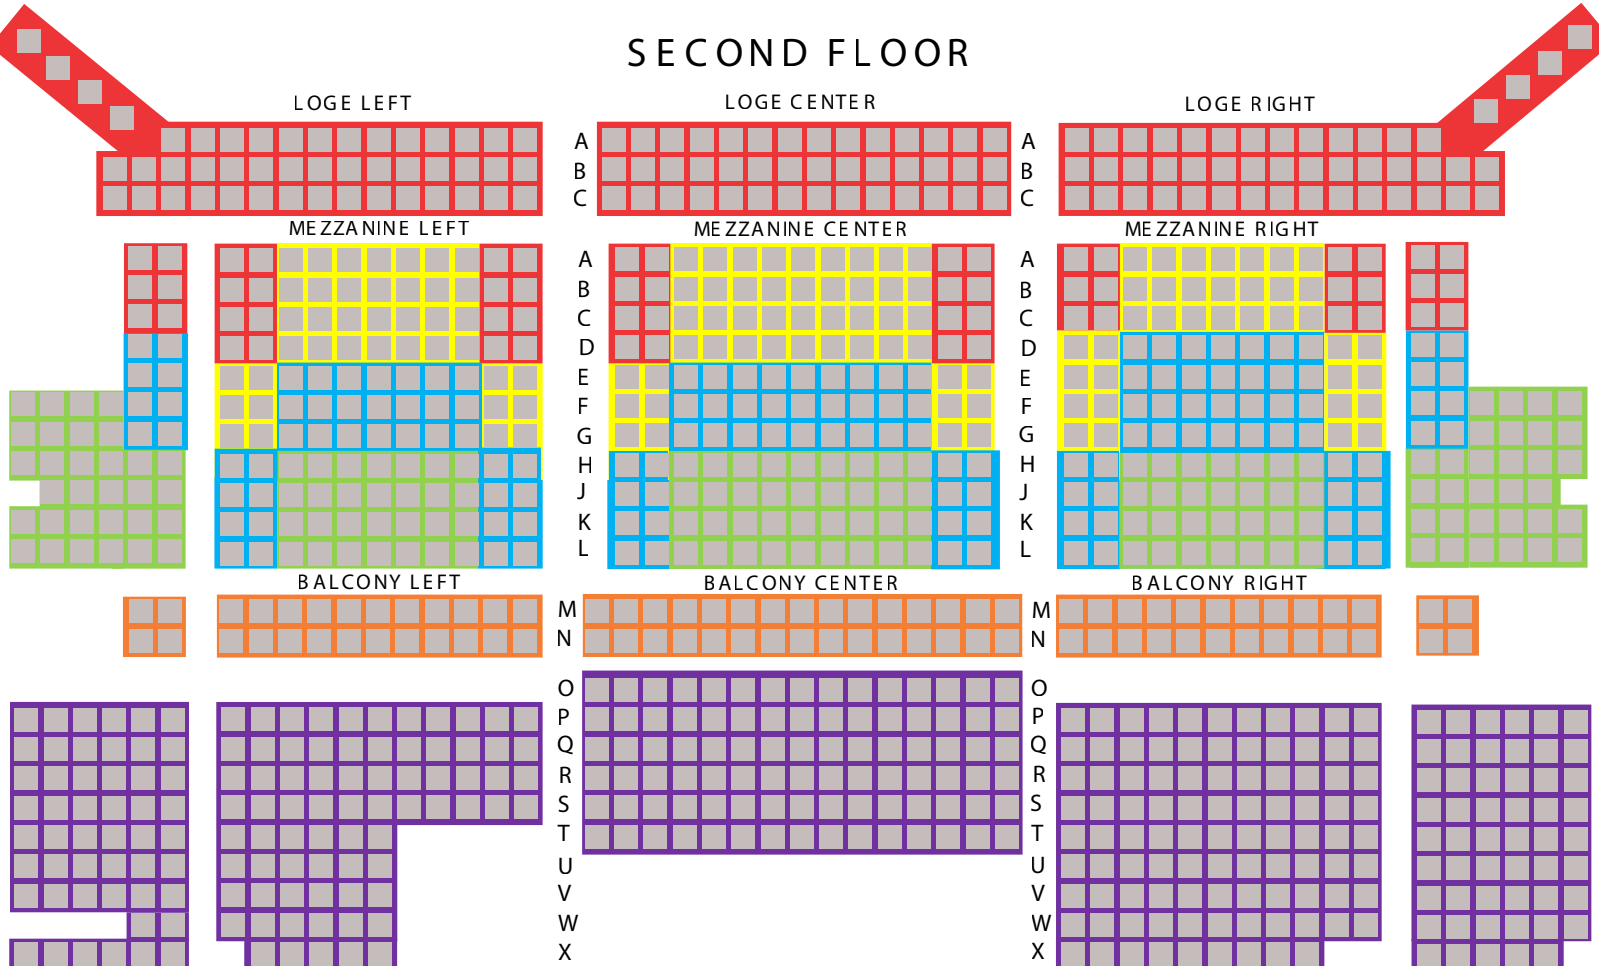 SECOND FLOOR
LOGE LEFT
LOGE CENTER
LOGE RIGHT
A A
B B
C C
MEZZANINE LEFT
MEZZANINE CENTER
MEZZANINE RIGHT
A A
B B
C C
D D
E E
F F
G G
H H
J J
K K
L L
BALCONY LEFT
BALCONY CENTER
BALCONY RIGHT
M M
N N
O O
P P
Q Q
R R
S S
T T
U U
V V
W W
X X